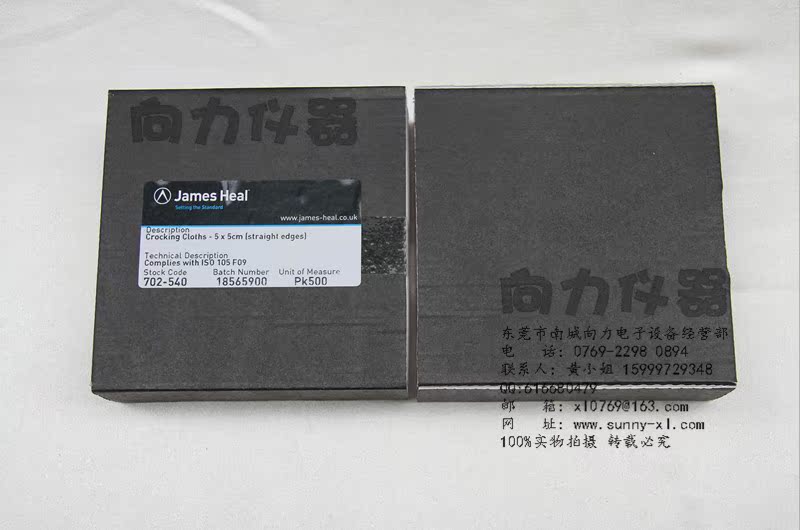 向力仪器
James Heal
Setting the Standard
www.james-heal.co.uk
Description
Crocking Cloths - 5 x 5cm (straight edges)
Technical Description
Complies with ISO 105 F09
Stock Code Batch Number Unit of Measure
702-540 18565900 Pk500
向力仪器
东莞市南城向力电子设备经营部
电 话: 0769-2298 0894
联系人: 黄小姐 15999729348
QQ:616680479
邮 箱: xl0769@163.com
网 址: www.sunny-xl.com
100%实物拍摄 转载必究